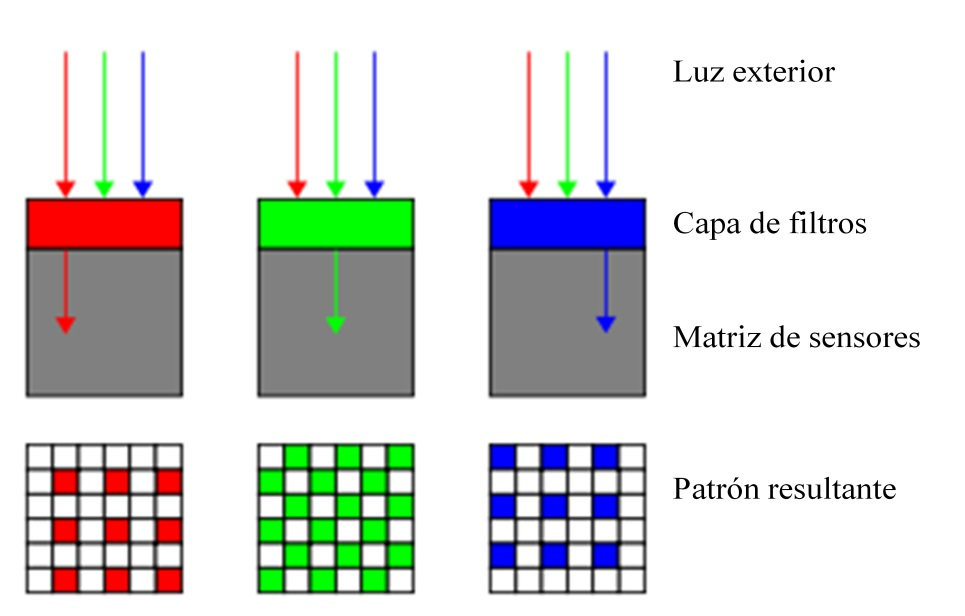 Luz exterior
Capa de filtros
Matriz de sensores
Patrón resultante